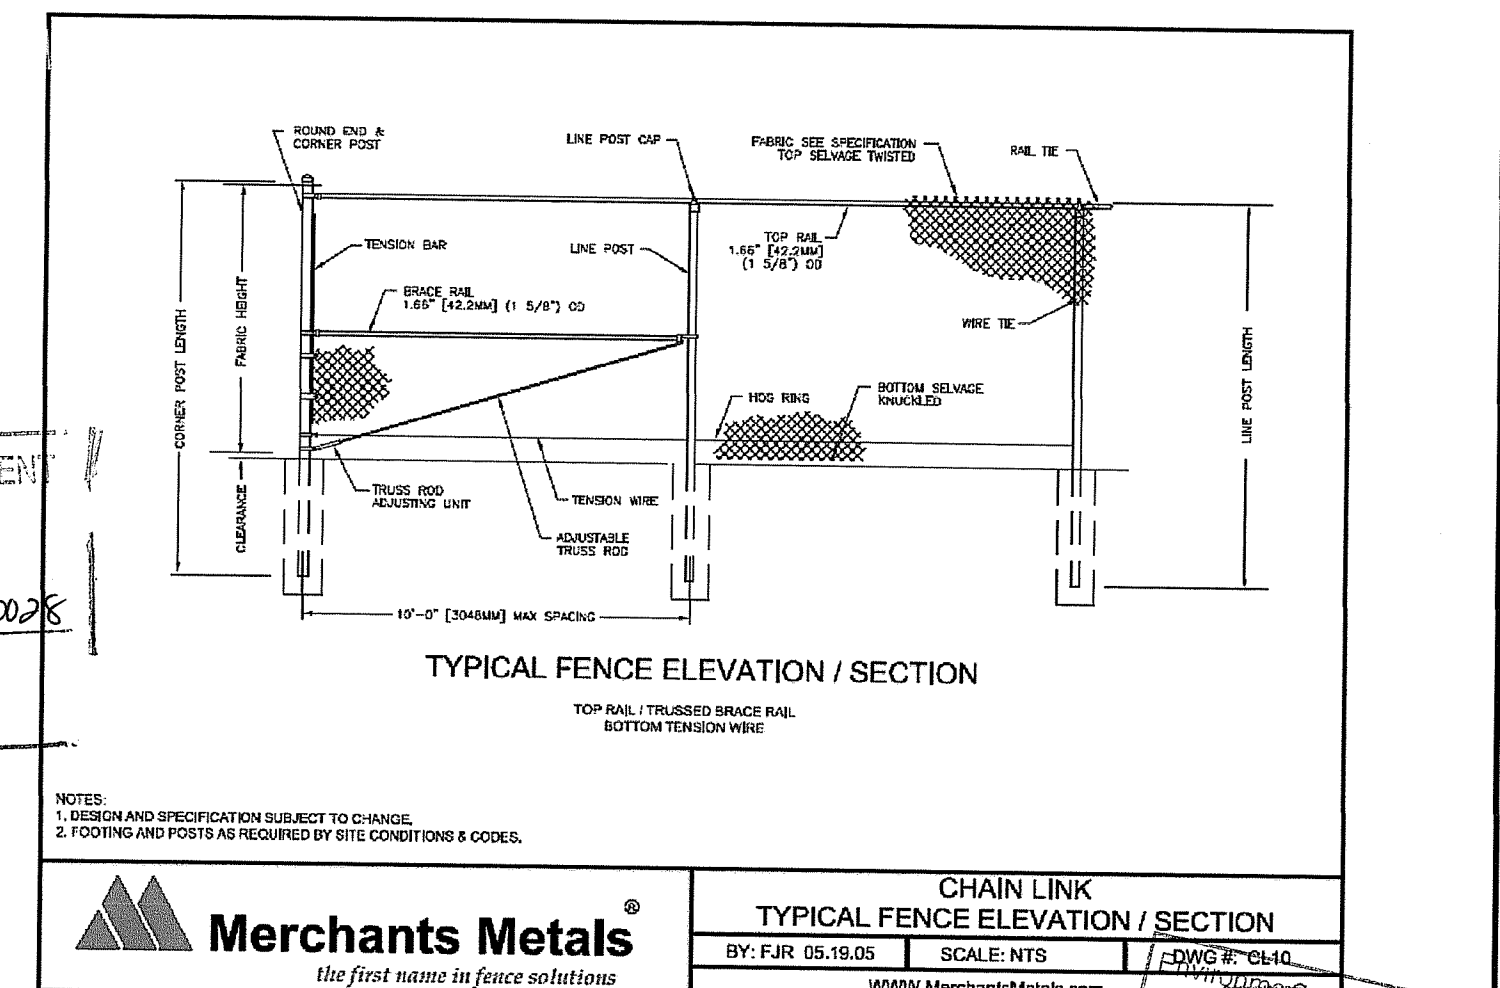 ROUND END &
CORNER POST
LINE POST CAP
FABRIC SEE SPECIFICATION
TOP SELVAGE TWISTED
RAIL TIE
TENSION BAR
LINE POST
TOP RAIL
1.66" [42.2MM]
(1 5/8") OD
BRACE RAIL
1.66" [42.2MM] (1 5/8") OD
WIRE TIE
CORNER POST LENGTH
FABRIC HEIGHT
LINE POST LENGTH
HOG RING
BOTTOM SELVAGE
KNUCKLED
CLEARANCE
TRUSS ROD
ADJUSTING UNIT
TENSION WIRE
ADJUSTABLE
TRUSS ROD
10'-0" [3048MM] MAX SPACING
ENT
0028
TYPICAL FENCE ELEVATION / SECTION
TOP RAIL / TRUSSED BRACE RAIL
BOTTOM TENSION WIRE
NOTES:
1. DESIGN AND SPECIFICATION SUBJECT TO CHANGE.
2. FOOTING AND POSTS AS REQUIRED BY SITE CONDITIONS & CODES.
Merchants Metals®
the first name in fence solutions
CHAIN LINK
TYPICAL FENCE ELEVATION / SECTION
BY: FJR 05.19.05
SCALE: NTS
DWG #: CL10
www.MerchantsMetals.com